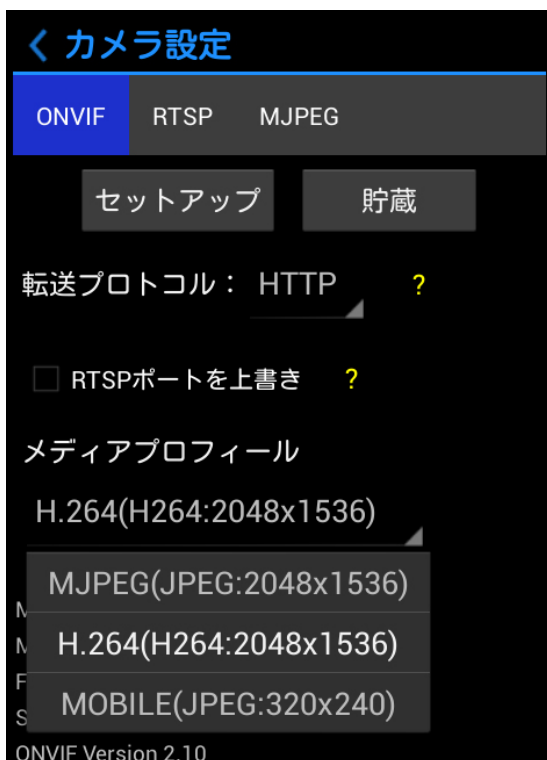 カメラ設定
ONVIF RTSP MJPEG
セットアップ 貯蔵
転送プロトコル： HTTP ?
RTSPポートを上書き ?
メディアプロフィール
H.264(H264:2048x1536)
MJPEG(JPEG:2048x1536)
H.264(H264:2048x1536)
MOBILE(JPEG:320x240)
ONVIF Version 2.10